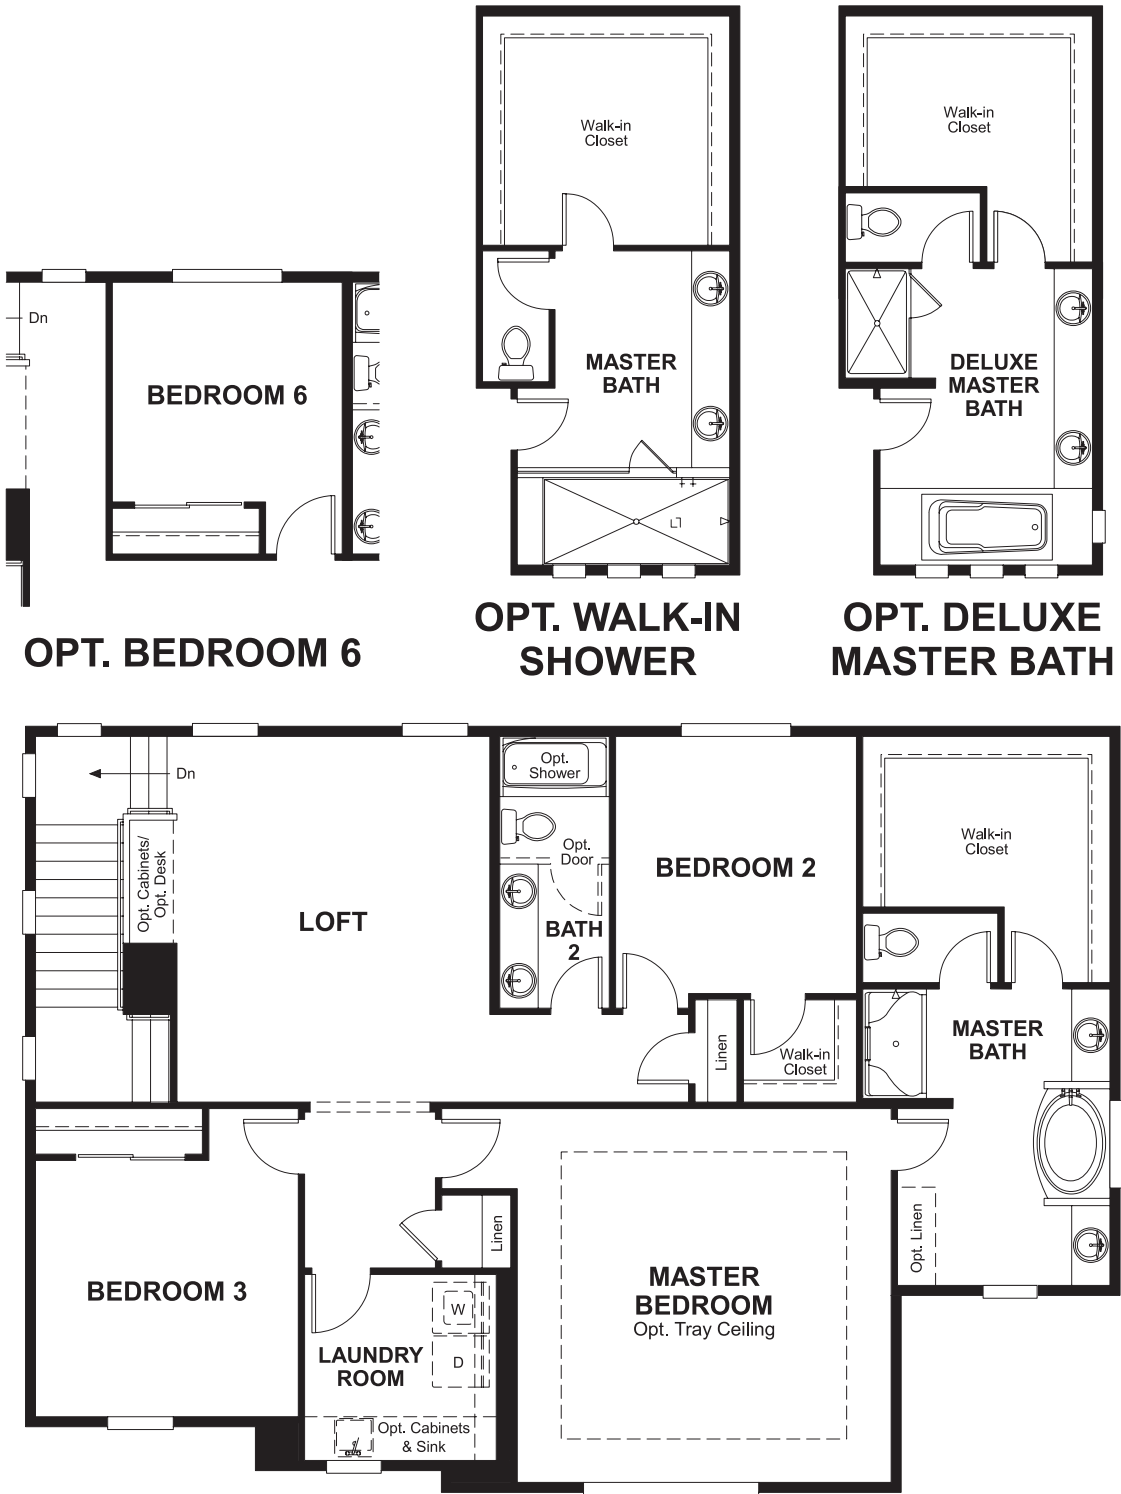 Walk-in
Closet
MASTER
BATH
OPT. WALK-IN
SHOWER
Walk-in
Closet
DELUXE
MASTER
BATH
OPT. DELUXE
MASTER BATH
Dn
BEDROOM 6
OPT. BEDROOM 6
Dn
Opt. Cabinets/
Opt. Desk
LOFT
Opt.
Shower
Opt.
Door
BATH
2
BEDROOM 2
Walk-in
Closet
Linen
Walk-in
Closet
MASTER
BATH
Opt. Linen
BEDROOM 3
Linen
W
D
LAUNDRY
ROOM
Opt. Cabinets
& Sink
MASTER
BEDROOM
Opt. Tray Ceiling